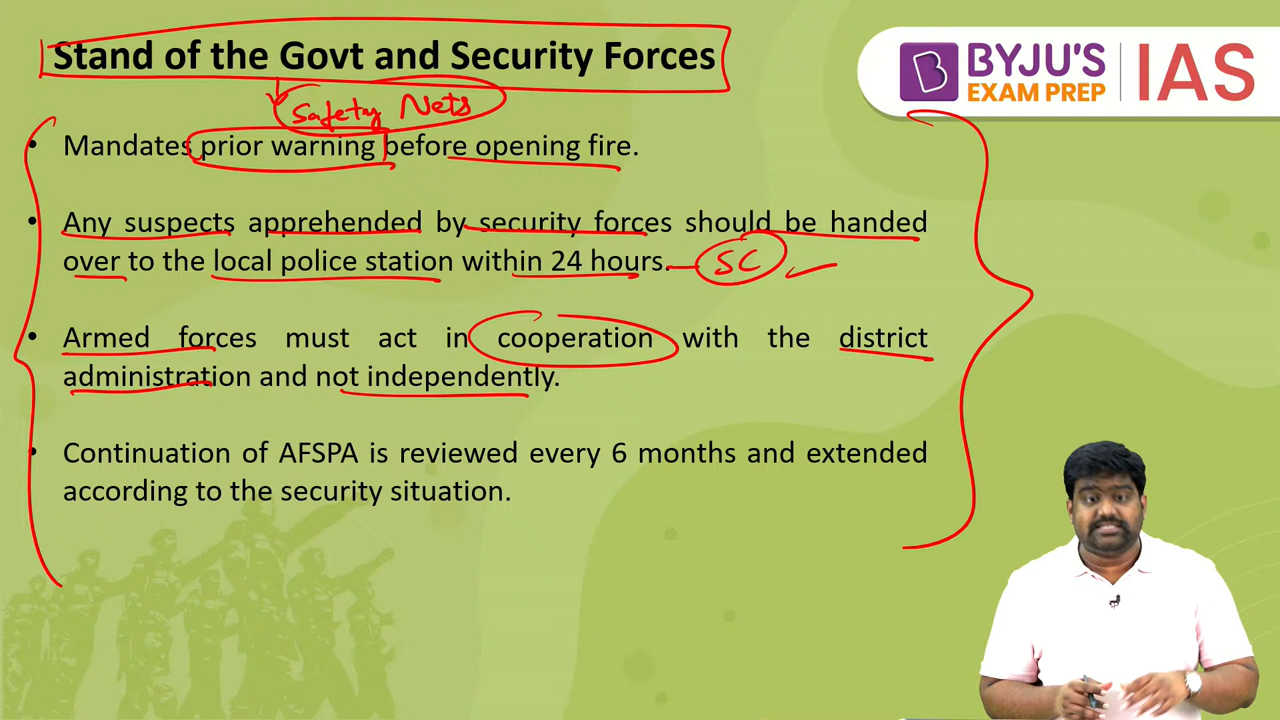 Stand of the Govt and Security Forces
BYJU'S
EXAM PREP
IAS
Safety Nets
• Mandates prior warning before opening fire.
• Any suspects apprehended by security forces should be handed
over to the local police station within 24 hours. SC
• Armed forces must act in cooperation with the district
administration and not independently.
• Continuation of AFSPA is reviewed every 6 months and extended
according to the security situation.